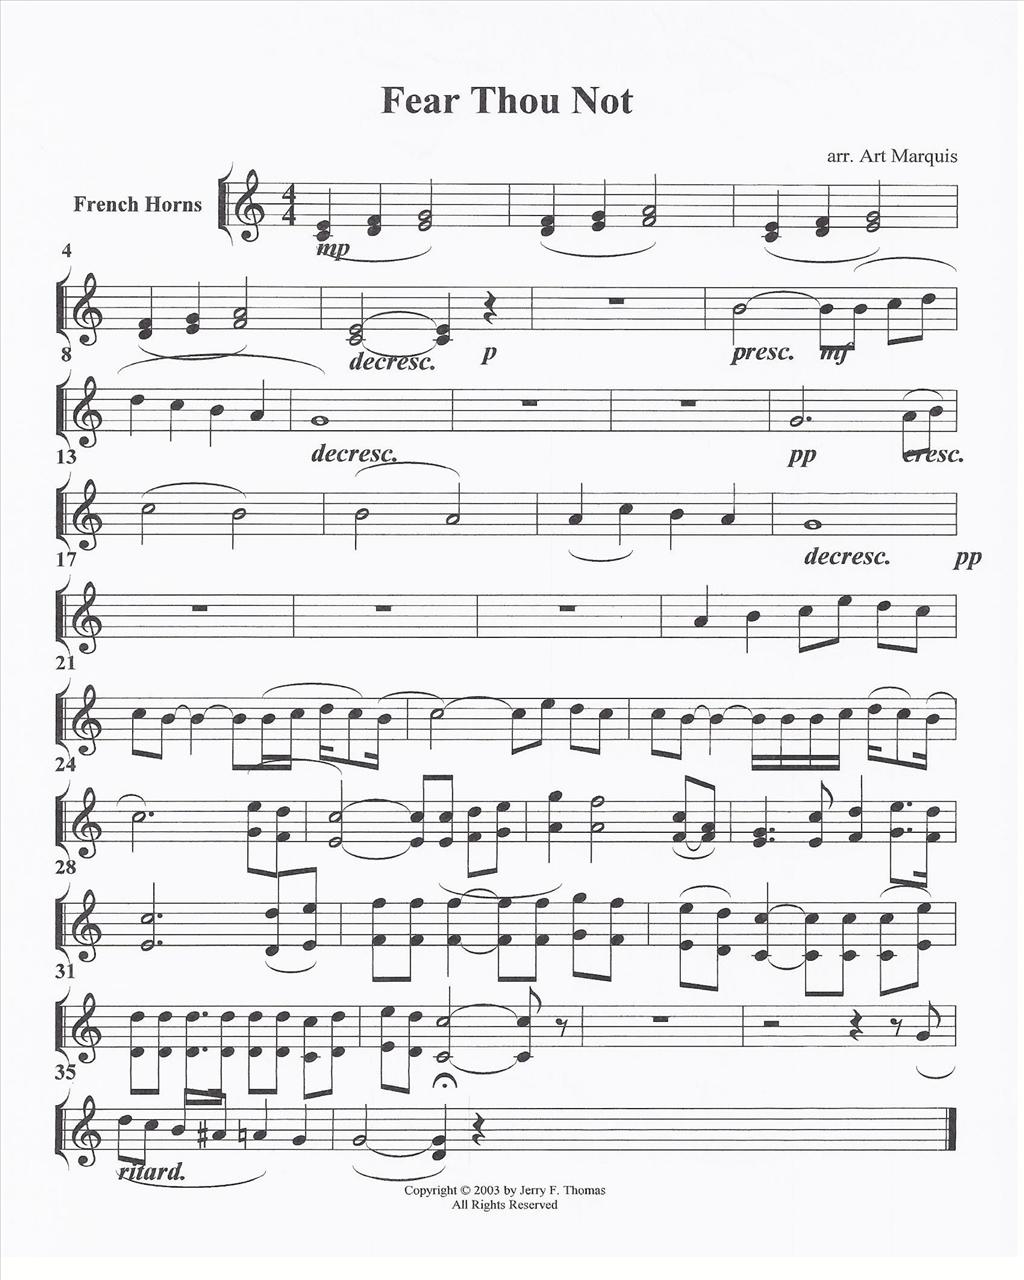 Fear Thou Not
arr. Art Marquis
French Horns
4
4
mp
4
decresc.
p
presc.
mf
8
decresc.
pp
cresc.
13
decresc.
pp
17
21
24
28
31
35
ritard.
Copyright © 2003 by Jerry F. Thomas
All Rights Reserved